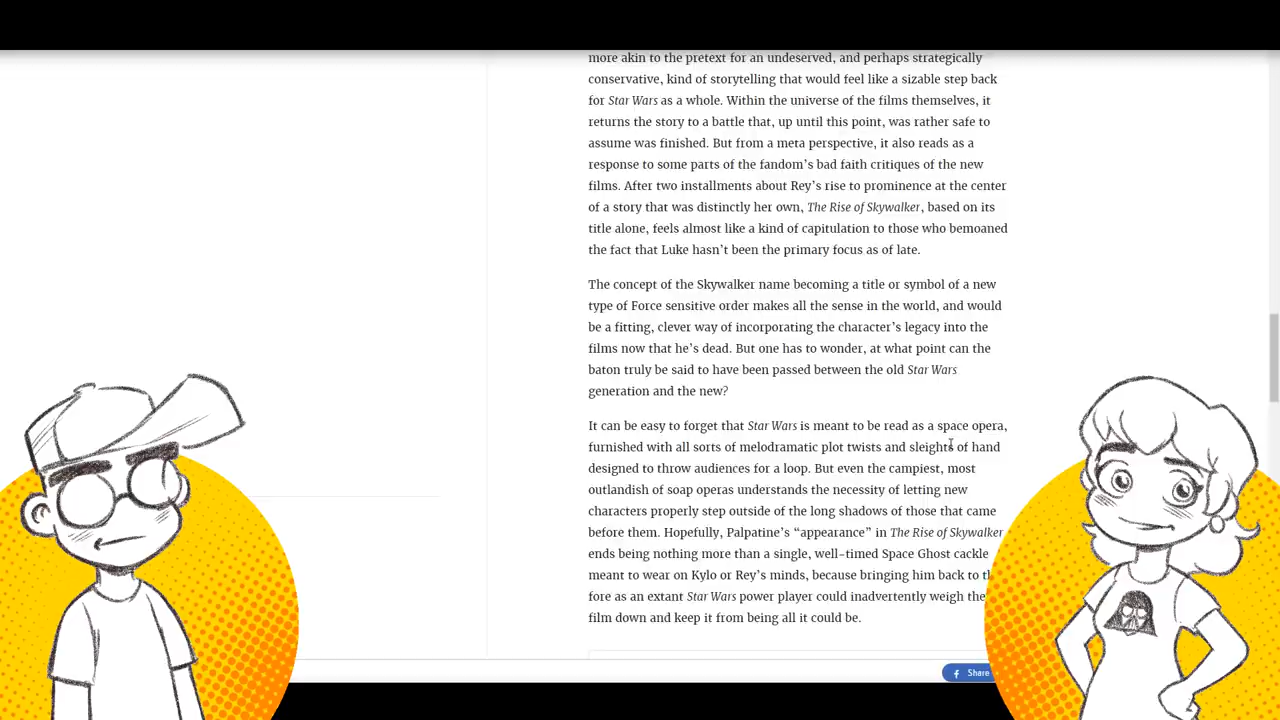 more akin to the pretext for an undeserved, and perhaps strategically
conservative, kind of storytelling that would feel like a sizable step back
for Star Wars as a whole. Within the universe of the films themselves, it
returns the story to a battle that, up until this point, was rather safe to
assume was finished. But from a meta perspective, it also reads as a
response to some parts of the fandom’s bad faith critiques of the new
films. After two installments about Rey’s rise to prominence at the center
of a story that was distinctly her own, The Rise of Skywalker, based on its
title alone, feels almost like a kind of capitulation to those who bemoaned
the fact that Luke hasn’t been the primary focus as of late.
The concept of the Skywalker name becoming a title or symbol of a new
type of Force sensitive order makes all the sense in the world, and would
be a fitting, clever way of incorporating the character’s legacy into the
films now that he’s dead. But one has to wonder, at what point can the
baton truly be said to have been passed between the old Star Wars
generation and the new?
It can be easy to forget that Star Wars is meant to be read as a space opera,
furnished with all sorts of melodramatic plot twists and sleights of hand
designed to throw audiences for a loop. But even the campiest, most
outlandish of soap operas understands the necessity of letting new
characters properly step outside of the long shadows of those that came
before them. Hopefully, Palpatine’s “appearance” in The Rise of Skywalker
ends being nothing more than a single, well-timed Space Ghost cackle
meant to wear on Kylo or Rey’s minds, because bringing him back to
fore as an extant Star Wars power player could inadvertently weigh
film down and keep it from being all it could be.
Share